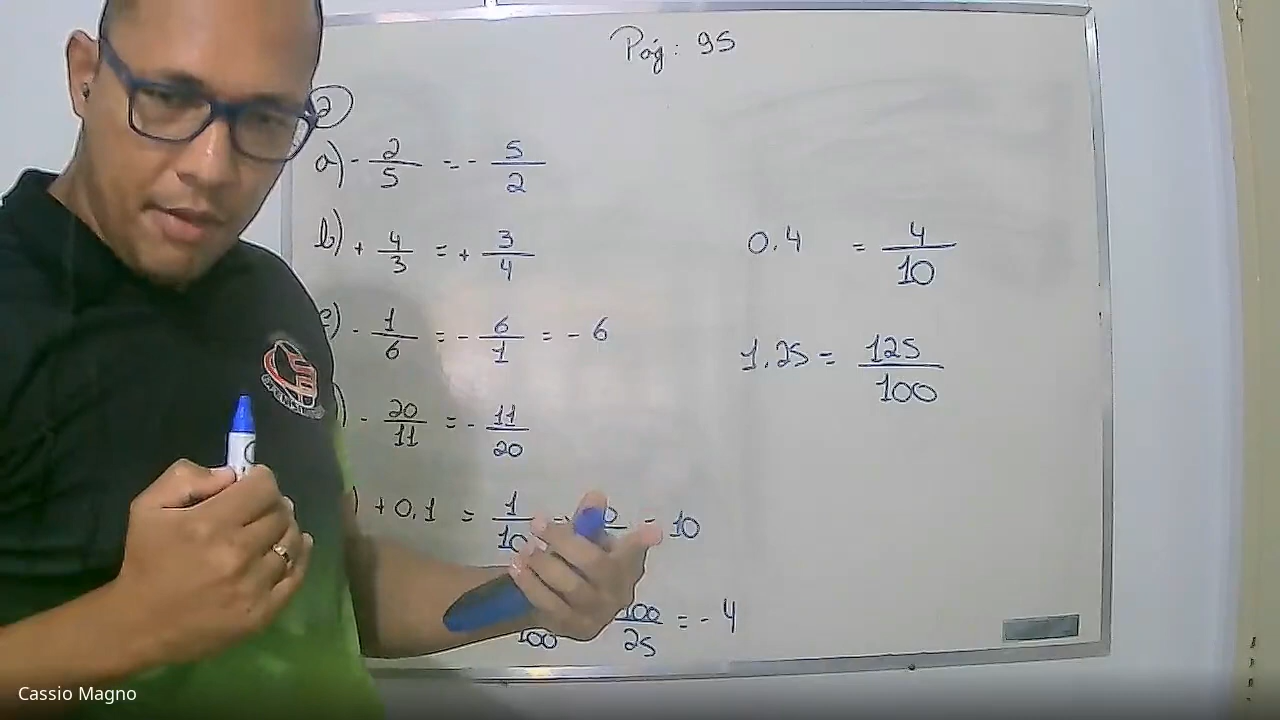 Pág: 95
2
a) - 2/5 = - 5/2
b) + 4/3 = + 3/4
c) - 1/6 = - 6/1 = - 6
) - 20/11 = - 11/20
) + 0,1 = 1/10 = 10
100 100/25 = - 4
0,4 = 4/10
1,25 = 125/100
Cassio Magno